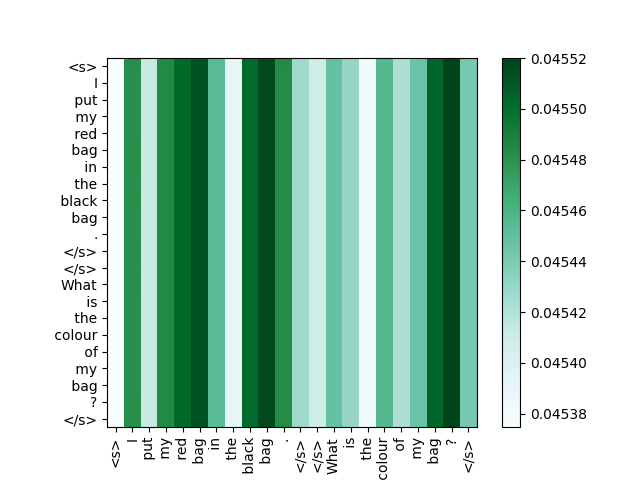 <s>
I
put
my
red
bag
in
the
black
bag
.
</s>
</s>
What
is
the
colour
of
my
bag
?
</s>
<s>
I
put
my
red
bag
in
the
black
bag
.
</s>
</s>
What
is
the
colour
of
my
bag
?
</s>
0.04552
0.04550
0.04548
0.04546
0.04544
0.04542
0.04540
0.04538